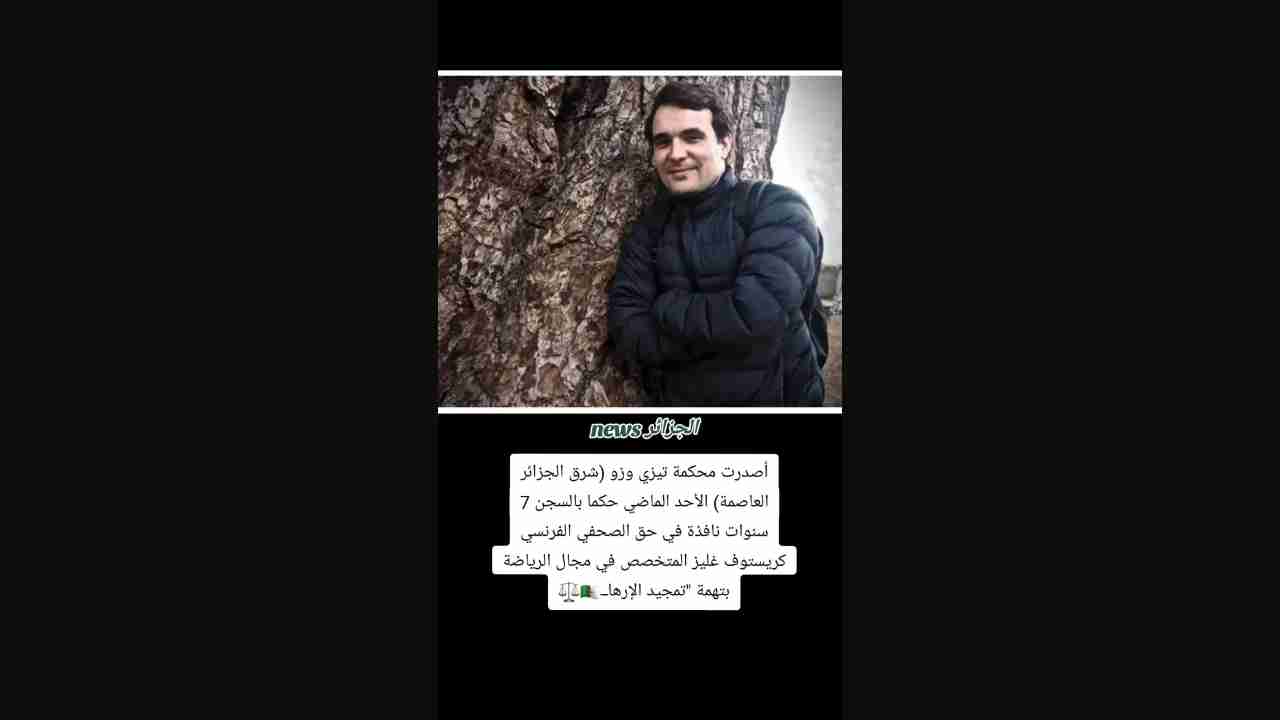 الجزائر news
أصدرت محكمة تيزي وزو (شرق الجزائر
العاصمة) الأحد الماضي حكما بالسجن 7
سنوات نافذة في حق الصحفي الفرنسي
كريستوف غليز المتخصص في مجال الرياضة
بتهمة "تمجيد الإرهاـ 🇩🇿⚖️